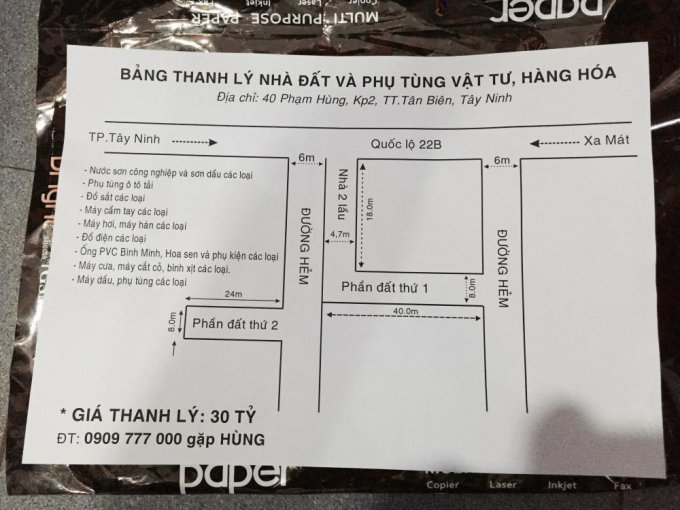 paper
Copier Laser Inkjet Fax
MULTI-PURPOSE PAPER
BẢNG THANH LÝ NHÀ ĐẤT VÀ PHỤ TÙNG VẬT TƯ, HÀNG HÓA
Địa chỉ: 40 Phạm Hùng, Kp2, TT.Tân Biên, Tây Ninh
TP.Tây Ninh
Quốc lộ 22B
Xa Mát
6m
6m
- Nước sơn công nghiệp và sơn dầu các loại
- Phụ tùng ô tô tải
- Đồ sắt các loại
- Máy cầm tay các loại
- Máy hơi, máy hàn các loại
- Đồ điện các loại
- Ống PVC Bình Minh, Hoa sen và phụ kiện các loại
- Máy cưa, máy cắt cỏ, bình xịt các loại.
- Máy dầu, phụ tùng các loại
ĐƯỜNG HẺM
Nhà 2 lầu
4,7m
18.0m
ĐƯỜNG HẺM
Phần đất thứ 1
8.0m
40.0m
24m
8.0m
Phần đất thứ 2
* GIÁ THANH LÝ: 30 TỶ
ĐT: 0909 777 000 gặp HÙNG
paper
Copier Laser Inkjet Fax